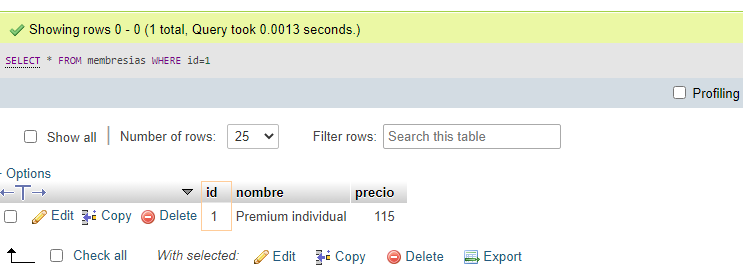 Showing rows 0 - 0 (1 total, Query took 0.0013 seconds.)
SELECT * FROM membresias WHERE id=1
Profiling
Show all Number of rows: 25 Filter rows: Search this table
+ Options
←T→ id nombre precio
Edit Copy Delete 1 Premium individual 115
Check all With selected: Edit Copy Delete Export